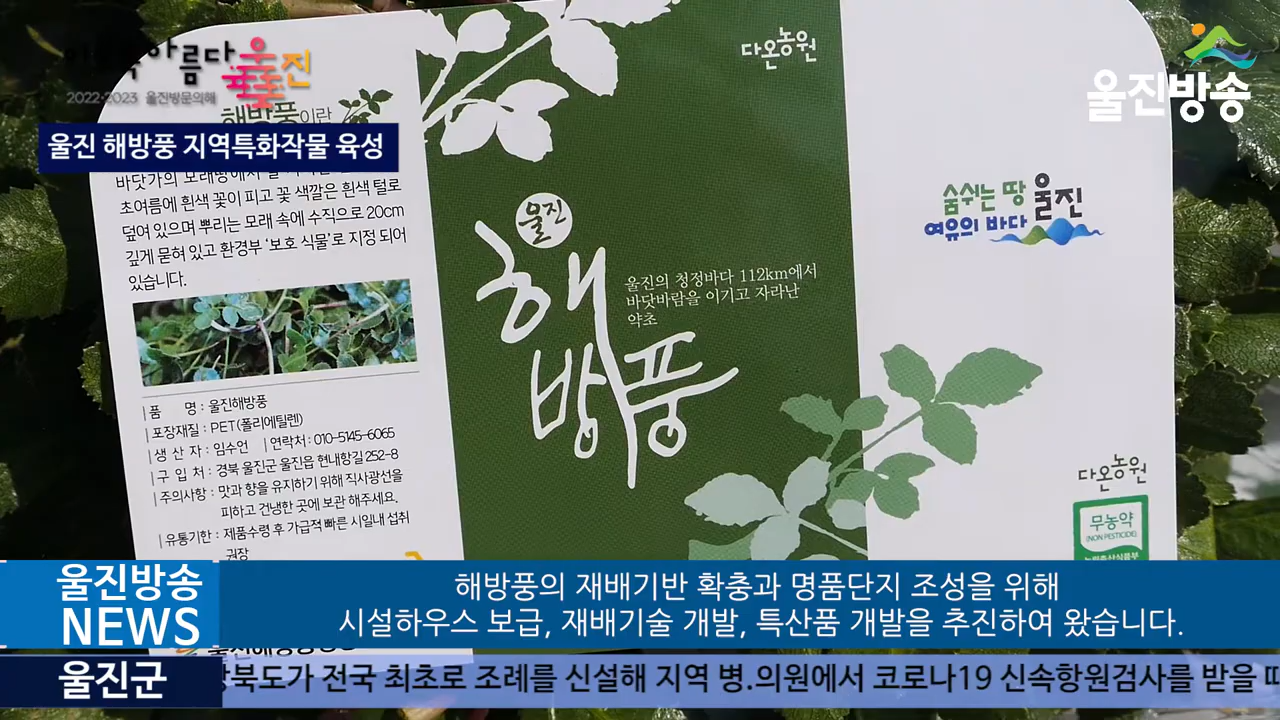 아름다울진
2022·2023 울진방문의해
해방풍이란
울진 해방풍 지역특화작물 육성
초여름에 흰색 꽃이 피고 꽃 색깔은 흰색 털로
덮여 있으며 뿌리는 모래 속에 수직으로 20cm
깊게 묻혀 있고 환경부 '보호 식물'로 지정 되어
있습니다.
품 명 : 울진해방풍
포장재질 : PET(폴리에틸렌)
생 산 자 : 임수언 연락처 : 010-5145-6065
구 입 처 : 경북 울진군 울진읍 현내항길 252-8
주의사항 : 맛과 향을 유지하기 위해 직사광선을
피하고 건냉한 곳에 보관 해주세요.
유통기한 : 제품수령 후 가급적 빠른 시일내 섭취
권장
다온농원
울진
해방풍
울진의 청정바다 112km에서
바닷바람을 이기고 자라난
약초
울진방송
숨쉬는 땅 울진
여유의 바다
다온농원
무농약
(NON PESTICIDE)
울진방송
NEWS
해방풍의 재배기반 확충과 명품단지 조성을 위해
시설하우스 보급, 재배기술 개발, 특산품 개발을 추진하여 왔습니다.
울진군
북도가 전국 최초로 조례를 신설해 지역 병.의원에서 코로나19 신속항원검사를 받을